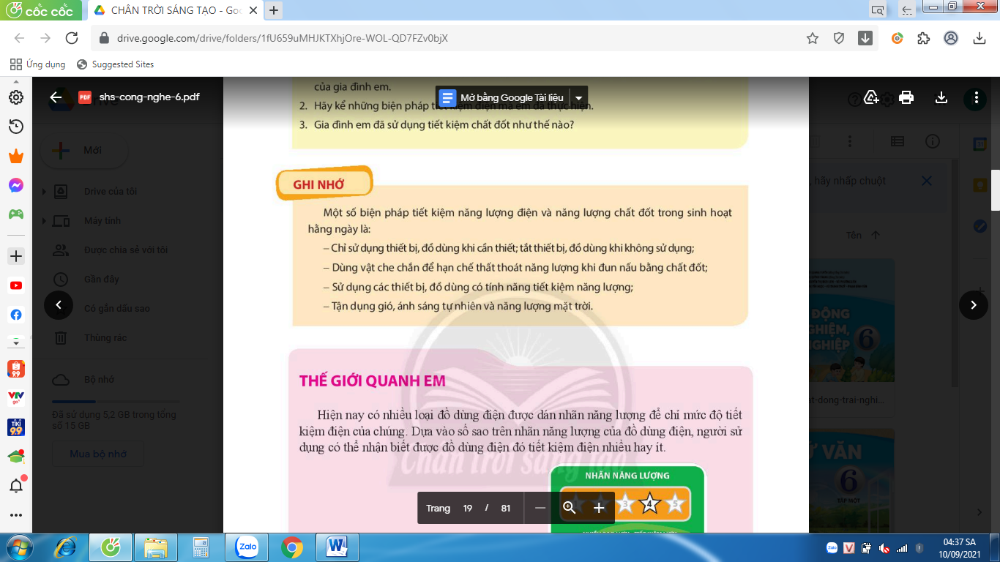 cốc cốc
CHÂN TRỜI SÁNG TẠO - Goo
drive.google.com/drive/folders/1fU659uMHJKTXhjOre-WOL-QD7FZv0bjX
Ứng dụng
Suggested Sites
PDF
shs-cong-nghe-6.pdf
Mở bằng Google Tài liệu
của gia đình em.
2. Hãy kể những biện pháp tiết kiệm điện mà em đã thực hiện.
3. Gia đình em đã sử dụng tiết kiệm chất đốt như thế nào?
Mới
Drive của tôi
Máy tính
Được chia sẻ với tôi
Gần đây
Có gắn dấu sao
Thùng rác
Bộ nhớ
Đã sử dụng 5,2 GB trong tổng
số 15 GB
Mua bộ nhớ
GHI NHỚ
Một số biện pháp tiết kiệm năng lượng điện và năng lượng chất đốt trong sinh hoạt
hằng ngày là:
– Chỉ sử dụng thiết bị, đồ dùng khi cần thiết; tắt thiết bị, đồ dùng khi không sử dụng;
– Dùng vật che chắn để hạn chế thất thoát năng lượng khi đun nấu bằng chất đốt;
– Sử dụng các thiết bị, đồ dùng có tính năng tiết kiệm năng lượng;
– Tận dụng gió, ánh sáng tự nhiên và năng lượng mặt trời.
THẾ GIỚI QUANH EM
Hiện nay có nhiều loại đồ dùng điện được dán nhãn năng lượng để chỉ mức độ tiết
kiệm điện của chúng. Dựa vào số sao trên nhãn năng lượng của đồ dùng điện, người sử
dụng có thể nhận biết được đồ dùng điện đó tiết kiệm điện nhiều hay ít.
Chân trời sáng tạo
NHÃN NĂNG LƯỢNG
3 4 5
Trang 19 / 81
, hãy nhấp chuột
Tên
ĐỘNG
NGHIỆM,
NGHIỆP 6
t-dong-trai-nghi...
Ữ VĂN
6
TẬP MỘT
99
VTV
go
TIKI
99
Zalo
04:37 SA
10/09/2021